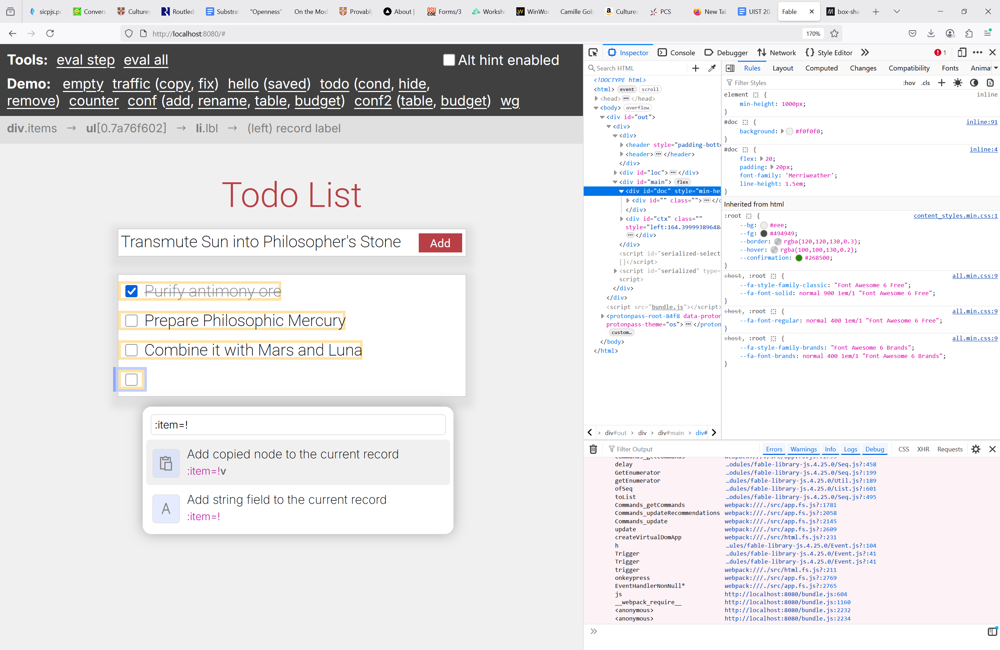 sicpjs.pc
Convers
Cultures
Routled
Substrat
“Openness”
On the Mod
Provably
About |
OSU COE Forms/3
Worksho
WinWor
Camille Gob
Cultures
PCS
New Tab
UIST 202
Fable
box-sha
http://localhost:8080/#
170%
Tools: eval step eval all
Alt hint enabled
Demo: empty traffic (copy, fix) hello (saved) todo (cond, hide,
remove) counter conf (add, rename, table, budget) conf2 (table, budget) wg
div.items → ul[0.7a76f602] → li.lbl → (left) record label
Todo List
Transmute Sun into Philosopher's Stone
Add
Purify antimony ore
Prepare Philosophic Mercury
Combine it with Mars and Luna
:item=!
Add copied node to the current record
:item=!v
A
Add string field to the current record
:item=!
Inspector Console Debugger Network Style Editor
1
Search HTML
<!DOCTYPE html>
<html> event scroll
<head> ••• </head>
<body> overflow
<div id="out">
<div>
<div>
<header style="padding-botto
<header> ••• </header>
</div>
<div id="loc"> ••• </div>
<div id="main"> flex
<div id="doc" style="min-hei
<div id="" class=""> ••• </d
</div>
<div id="ctx" class=""
style="left:164.39999389648
••• </div>
</div>
<script id="serialized-select
[]</script>
<script id="serialized" type=
script>
</div>
</div>
<script src="bundle.js"></script>
<protonpass-root-84f8 data-proton
protonpass-theme="os"> ••• </proton
custom…
</body>
</html>
div#out › div › div#main › div#
Rules Layout Computed Changes Compatibility Fonts Animat
Filter Styles
:hov .cls
element {
inline
min-height: 1000px;
}
#doc {
inline:91
background: #f0f0f0;
}
#doc {
inline:4
flex: 20;
padding: 20px;
font-family: 'Merriweather';
line-height: 1.5em;
}
Inherited from html
:root {
content_styles.min.css:1
--bg: #eee;
--fg: #494949;
--border: rgba(120,120,130,0.3);
--hover: rgba(100,100,130,0.2);
--confirmation: #268500;
}
:host, :root {
all.min.css:9
--fa-style-family-classic: "Font Awesome 6 Free";
--fa-font-solid: normal 900 1em/1 "Font Awesome 6 Free";
}
:host, :root {
all.min.css:9
--fa-font-regular: normal 400 1em/1 "Font Awesome 6 Free";
}
:host, :root {
all.min.css:9
--fa-style-family-brands: "Font Awesome 6 Brands";
--fa-font-brands: normal 400 1em/1 "Font Awesome 6 Brands";
}
Filter Output
Errors Warnings Info Logs Debug CSS XHR Requests
Commands_getCommands webpack:///./src/app.fs.js?:1795
delay …odules/fable-library-js.4.25.0/Seq.js?:458
GetEnumerator …odules/fable-library-js.4.25.0/Seq.js?:199
getEnumerator …dules/fable-library-js.4.25.0/Util.js?:189
ofSeq …dules/fable-library-js.4.25.0/List.js?:601
toList …odules/fable-library-js.4.25.0/Seq.js?:495
Commands_getCommands webpack:///./src/app.fs.js?:1781
Commands_updateRecommendations webpack:///./src/app.fs.js?:2058
Commands_update webpack:///./src/app.fs.js?:2145
update webpack:///./src/app.fs.js?:2609
createVirtualDomApp webpack:///./src/html.fs.js?:231
h …ules/fable-library-js.4.25.0/Event.js?:104
Trigger …dules/fable-library-js.4.25.0/Event.js?:41
Trigger …dules/fable-library-js.4.25.0/Event.js?:41
trigger webpack:///./src/html.fs.js?:211
onkeypress webpack:///./src/app.fs.js?:2769
EventHandlerNonNull* webpack:///./src/app.fs.js?:2765
js http://localhost:8080/bundle.js:604
__webpack_require__ http://localhost:8080/bundle.js:1160
<anonymous> http://localhost:8080/bundle.js:2232
<anonymous> http://localhost:8080/bundle.js:2234